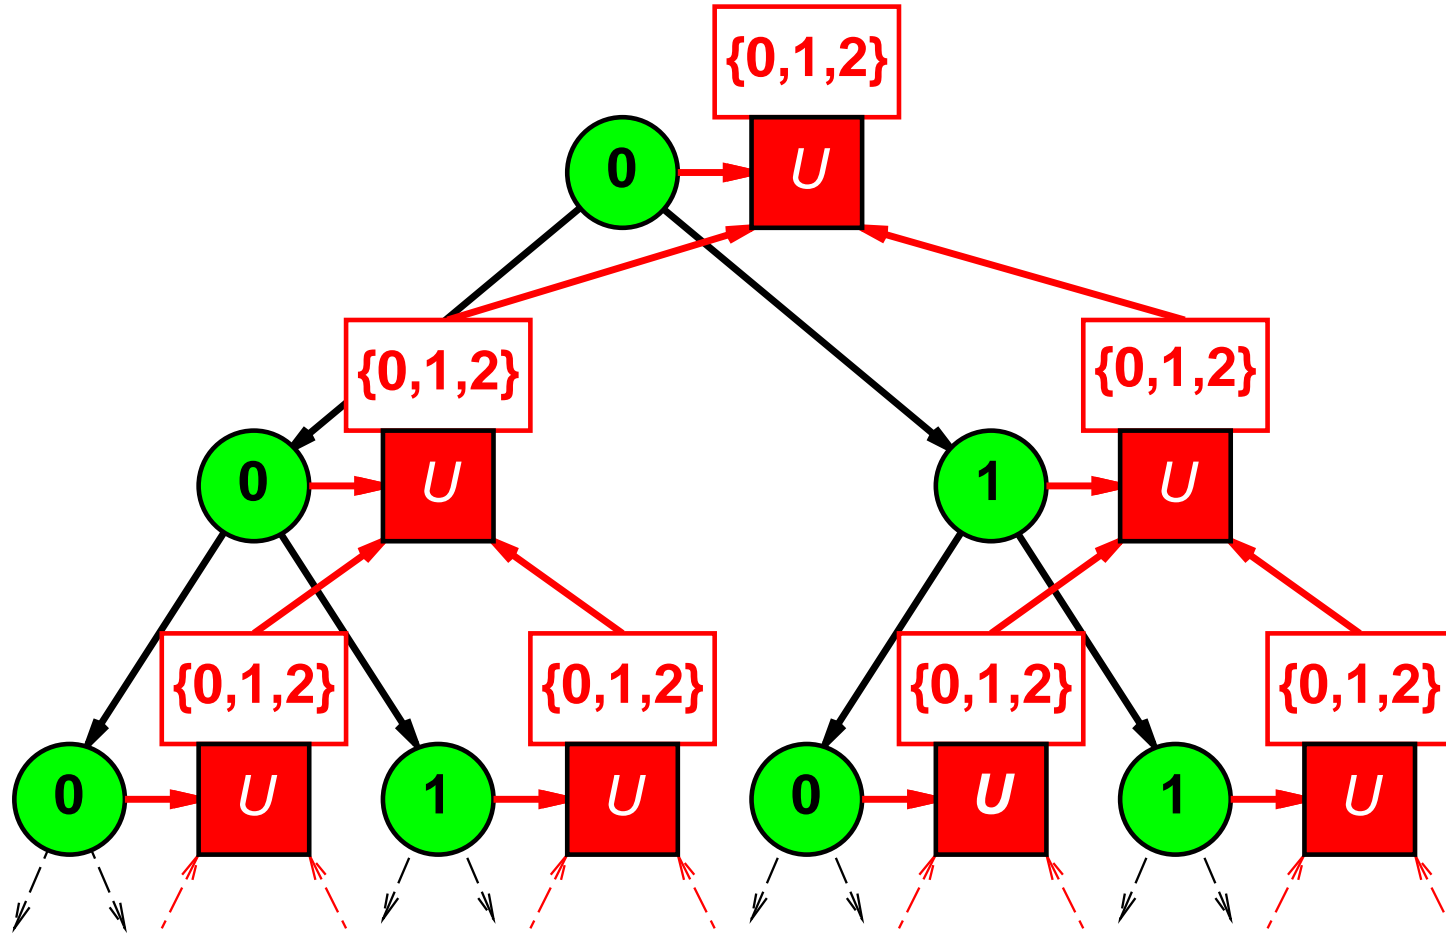 {0,1,2}
0 U
{0,1,2} {0,1,2}
0 U 1 U
{0,1,2} {0,1,2} {0,1,2} {0,1,2}
0 U 1 U 0 U 1 U